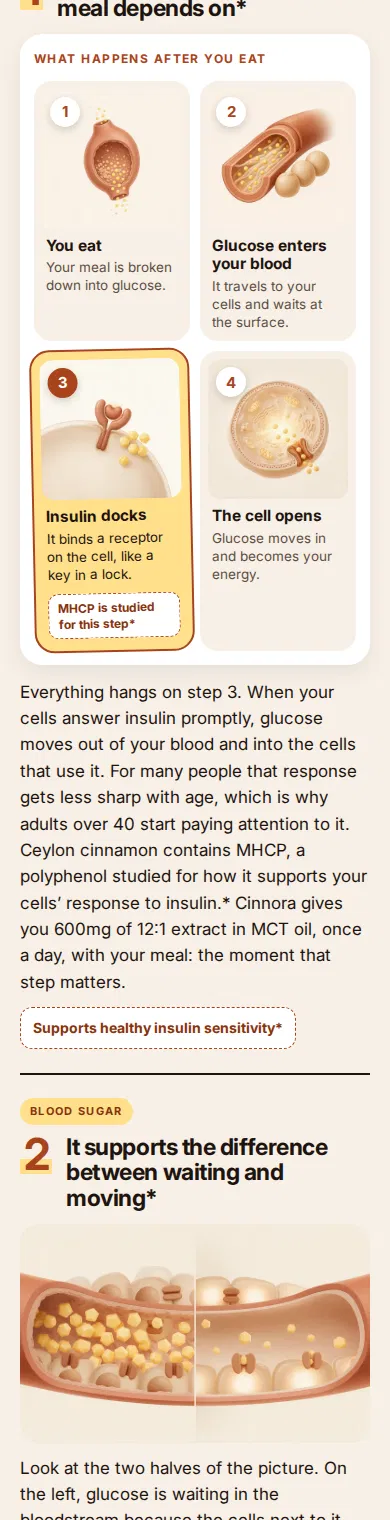 meal depends on*
WHAT HAPPENS AFTER YOU EAT
1
You eat
Your meal is broken
down into glucose.
2
Glucose enters
your blood
It travels to your
cells and waits at
the surface.
3
Insulin docks
It binds a receptor
on the cell, like a
key in a lock.
MHCP is studied
for this step*
4
The cell opens
Glucose moves in
and becomes your
energy.
Everything hangs on step 3. When your
cells answer insulin promptly, glucose
moves out of your blood and into the cells
that use it. For many people that response
gets less sharp with age, which is why
adults over 40 start paying attention to it.
Ceylon cinnamon contains MHCP, a
polyphenol studied for how it supports your
cells’ response to insulin.* Cinnora gives
you 600mg of 12:1 extract in MCT oil, once
a day, with your meal: the moment that
step matters.
Supports healthy insulin sensitivity*
BLOOD SUGAR
2 It supports the difference
between waiting and
moving*
Look at the two halves of the picture. On
the left, glucose is waiting in the
bloodstream because the cells next to it